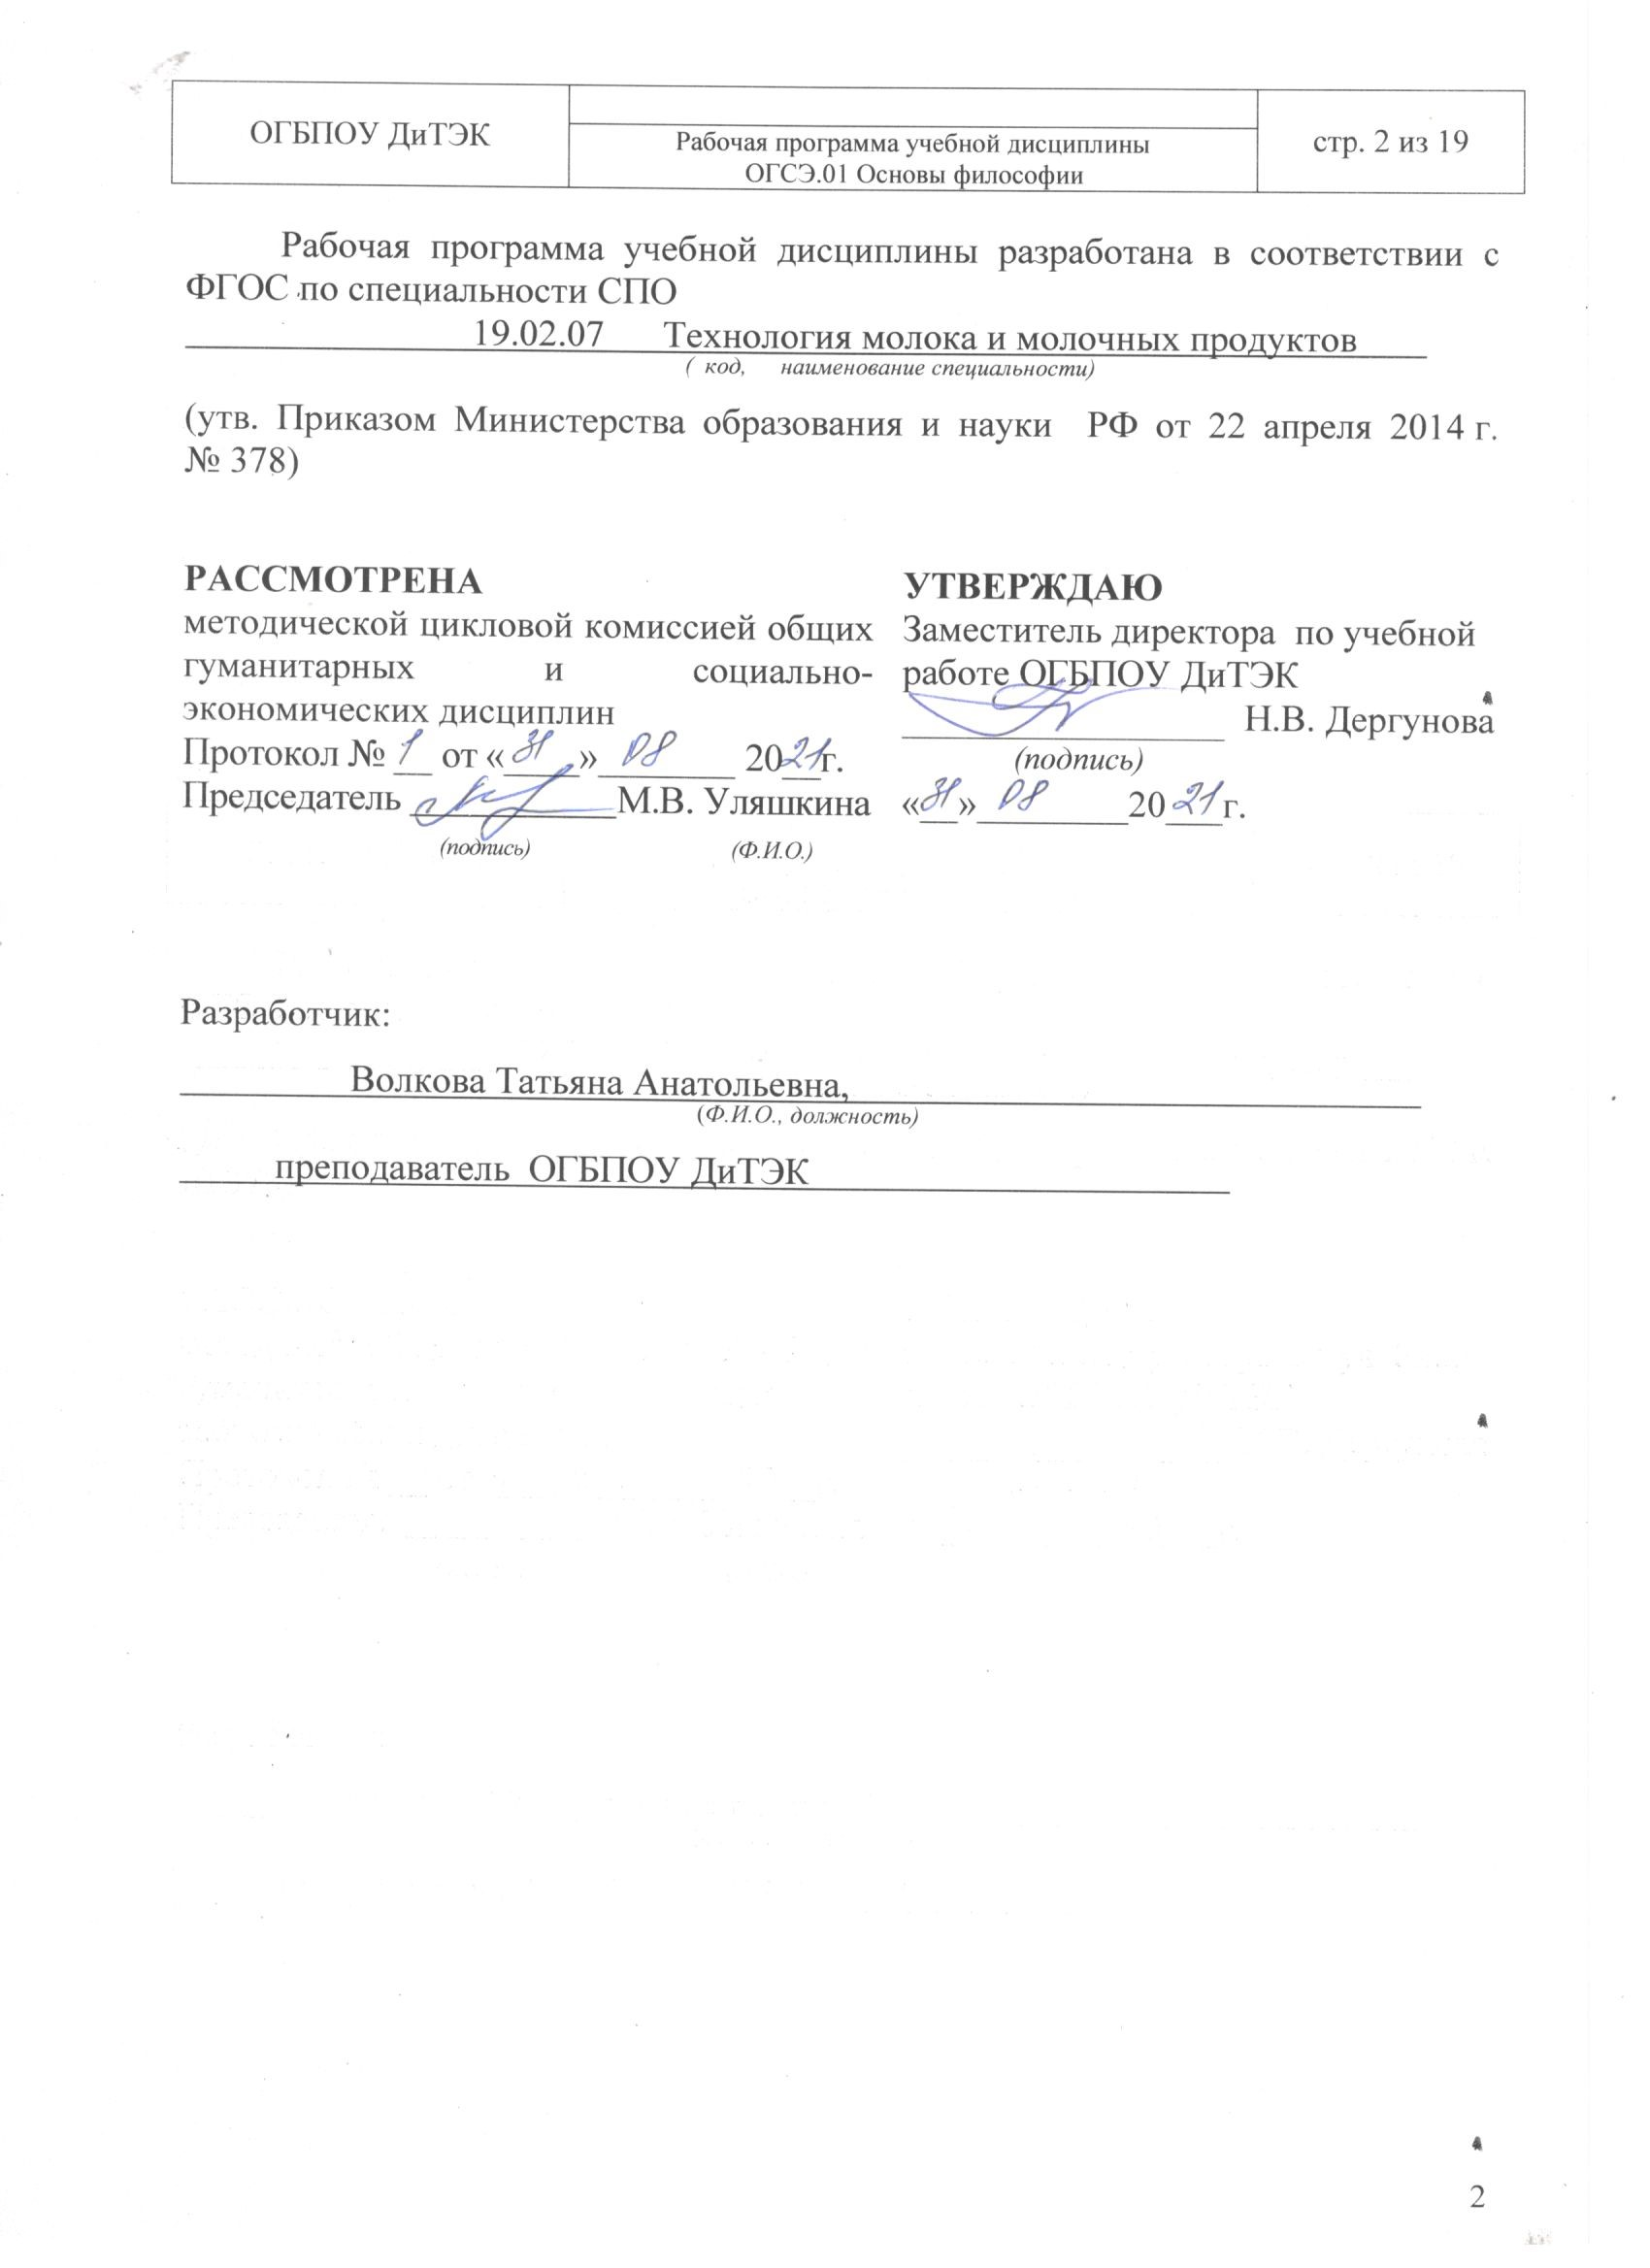 ОГБПОУ ДиТЭК
Рабочая программа учебной дисциплины
ОГСЭ.01 Основы философии
стр. 2 из 19
Рабочая программа учебной дисциплины разработана в соответствии с
ФГОС по специальности СПО
19.02.07 Технология молока и молочных продуктов
( код, наименование специальности)
(утв. Приказом Министерства образования и науки РФ от 22 апреля 2014 г.
№ 378)
РАССМОТРЕНА
методической цикловой комиссией общих
гуманитарных и социально-
экономических дисциплин
Протокол № 1 от «31» 08 2021г.
Председатель М.В. Уляшкина
(подпись) (Ф.И.О.)
УТВЕРЖДАЮ
Заместитель директора по учебной
работе ОГБПОУ ДиТЭК
Н.В. Дергунова
(подпись)
«31» 08 2021г.
Разработчик:
Волкова Татьяна Анатольевна,
(Ф.И.О., должность)
преподаватель ОГБПОУ ДиТЭК
2